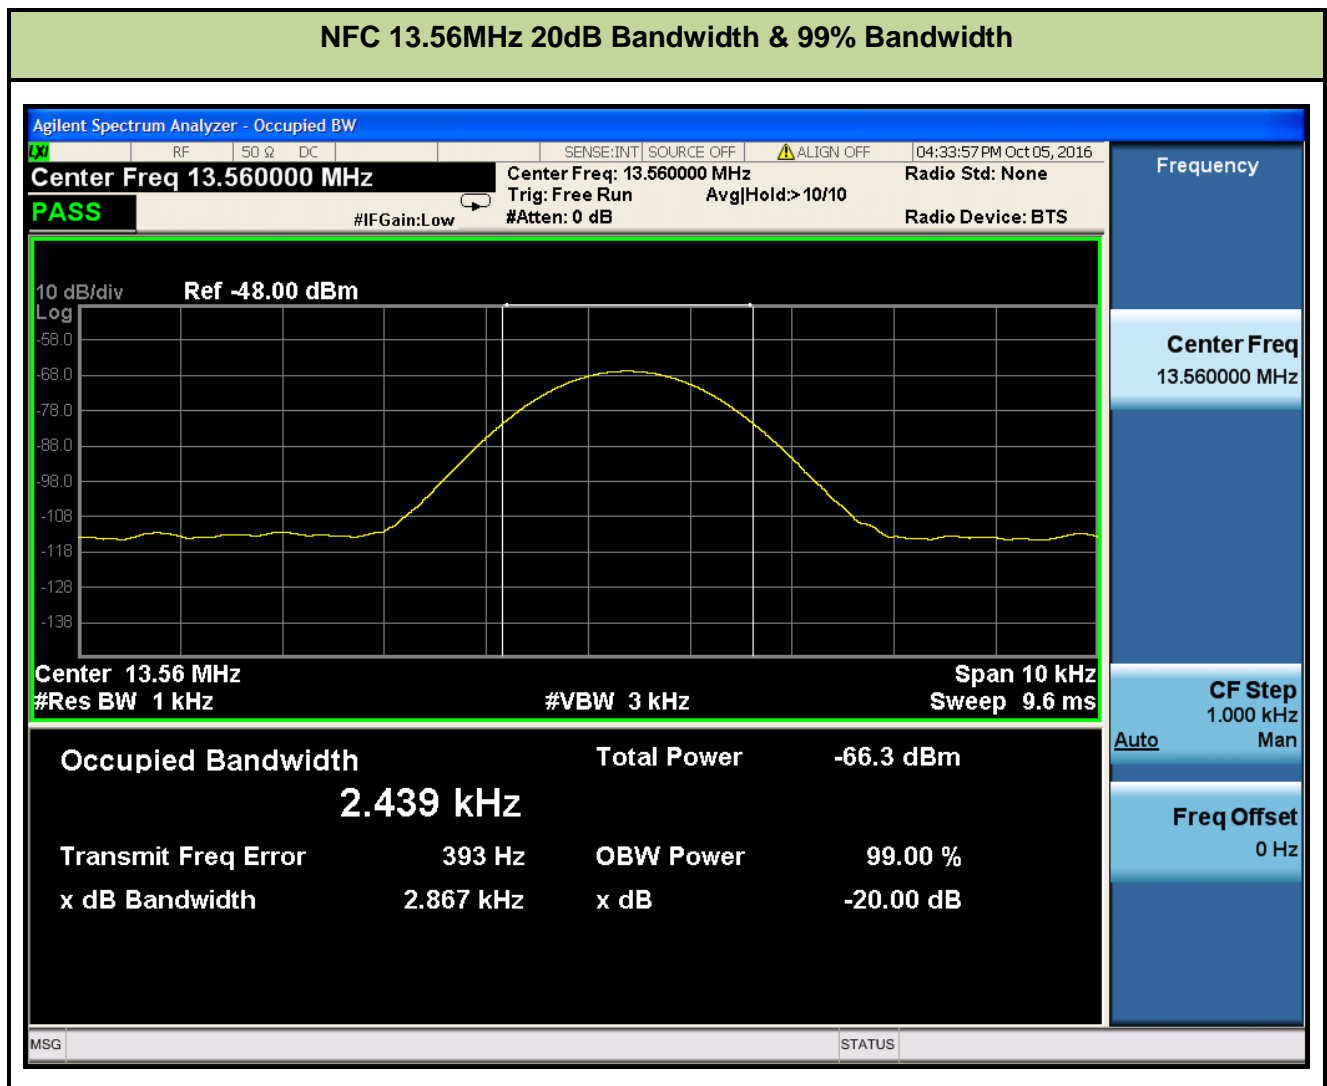 NFC 13.56MHz 20dB Bandwidth & 99% Bandwidth
Agilent Spectrum Analyzer - Occupied BW
LXI RF 50 Ω DC SENSE:INT SOURCE OFF ALIGN OFF 04:33:57 PM Oct 05, 2016
Center Freq 13.560000 MHz
Center Freq: 13.560000 MHz
Radio Std: None
Trig: Free Run Avg|Hold:>10/10
PASS
#IFGain:Low
#Atten: 0 dB
Radio Device: BTS
10 dB/div Ref -48.00 dBm
Log
-58.0
-68.0
-78.0
-88.0
-98.0
-108
-118
-128
-138
Center 13.56 MHz Span 10 kHz
#Res BW 1 kHz #VBW 3 kHz Sweep 9.6 ms
Occupied Bandwidth Total Power -66.3 dBm
2.439 kHz
Transmit Freq Error 393 Hz OBW Power 99.00 %
x dB Bandwidth 2.867 kHz x dB -20.00 dB
Frequency
Center Freq
13.560000 MHz
CF Step
1.000 kHz
Auto Man
Freq Offset
0 Hz
MSG STATUS